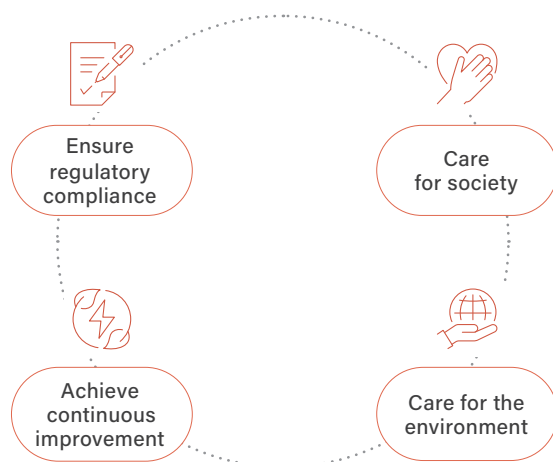 Ensure
regulatory
compliance
Care
for society
Achieve
continuous
improvement
Care for the
environment